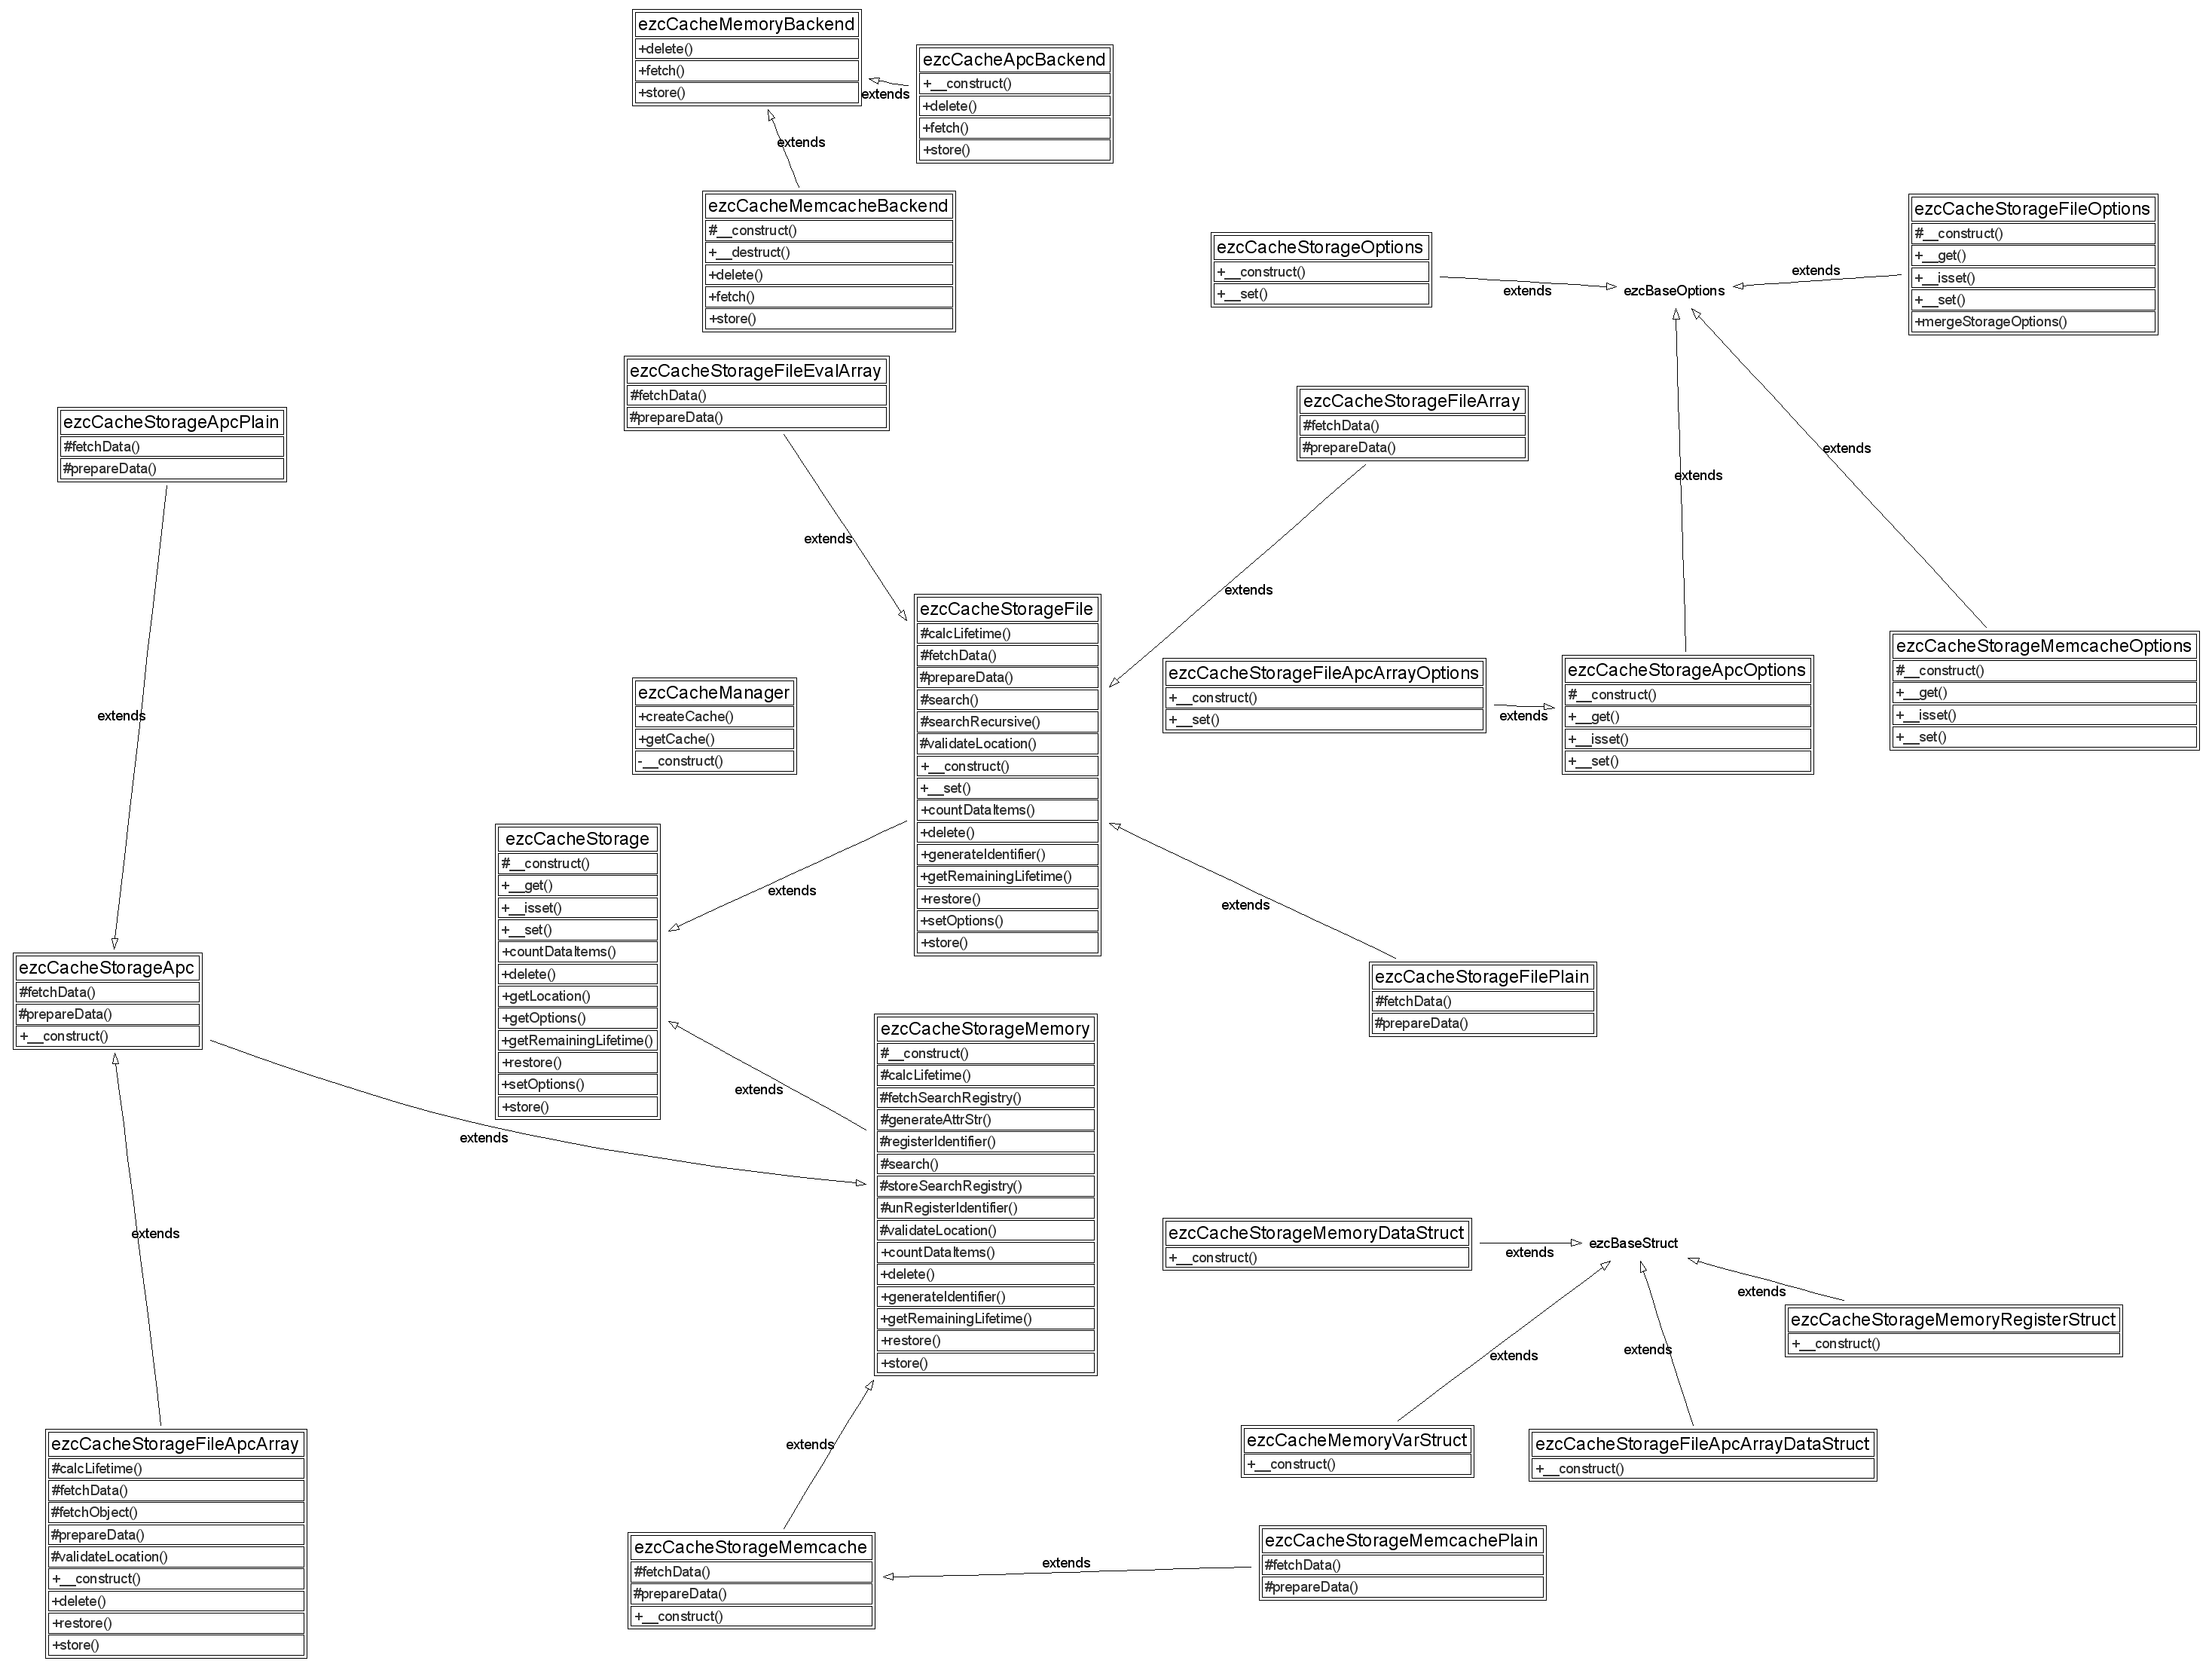 ezcCacheMemoryBackend
+delete()
+fetch()
+store()
ezcCacheApcBackend
+__construct()
+delete()
+fetch()
+store()
extends
extends
ezcCacheMemcacheBackend
#__construct()
+__destruct()
+delete()
+fetch()
+store()
ezcCacheStorageOptions
+__construct()
+__set()
extends
ezcBaseOptions
extends
ezcCacheStorageFileOptions
#__construct()
+__get()
+__isset()
+__set()
+mergeStorageOptions()
ezcCacheStorageFileEvalArray
#fetchData()
#prepareData()
ezcCacheStorageFileArray
#fetchData()
#prepareData()
ezcCacheStorageApcPlain
#fetchData()
#prepareData()
extends
extends
extends
extends
extends
ezcCacheStorageFile
#calcLifetime()
#fetchData()
#prepareData()
#search()
#searchRecursive()
#validateLocation()
+__construct()
+__set()
+countDataItems()
+delete()
+generateIdentifier()
+getRemainingLifetime()
+restore()
+setOptions()
+store()
ezcCacheStorageFileApcArrayOptions
+__construct()
+__set()
extends
ezcCacheStorageApcOptions
#__construct()
+__get()
+__isset()
+__set()
ezcCacheStorageMemcacheOptions
#__construct()
+__get()
+__isset()
+__set()
ezcCacheManager
+createCache()
+getCache()
-__construct()
extends
ezcCacheStorage
#__construct()
+__get()
+__isset()
+__set()
+countDataItems()
+delete()
+getLocation()
+getOptions()
+getRemainingLifetime()
+restore()
+setOptions()
+store()
extends
extends
ezcCacheStorageApc
#fetchData()
#prepareData()
+__construct()
ezcCacheStorageFilePlain
#fetchData()
#prepareData()
ezcCacheStorageMemory
#__construct()
#calcLifetime()
#fetchSearchRegistry()
#generateAttrStr()
#registerIdentifier()
#search()
#storeSearchRegistry()
#unRegisterIdentifier()
#validateLocation()
+countDataItems()
+delete()
+generateIdentifier()
+getRemainingLifetime()
+restore()
+store()
extends
extends
extends
ezcCacheStorageMemoryDataStruct
+__construct()
extends
ezcBaseStruct
extends
ezcCacheStorageMemoryRegisterStruct
+__construct()
extends
extends
ezcCacheMemoryVarStruct
+__construct()
ezcCacheStorageFileApcArrayDataStruct
+__construct()
ezcCacheStorageFileApcArray
#calcLifetime()
#fetchData()
#fetchObject()
#prepareData()
#validateLocation()
+__construct()
+delete()
+restore()
+store()
extends
ezcCacheStorageMemcache
#fetchData()
#prepareData()
+__construct()
extends
ezcCacheStorageMemcachePlain
#fetchData()
#prepareData()